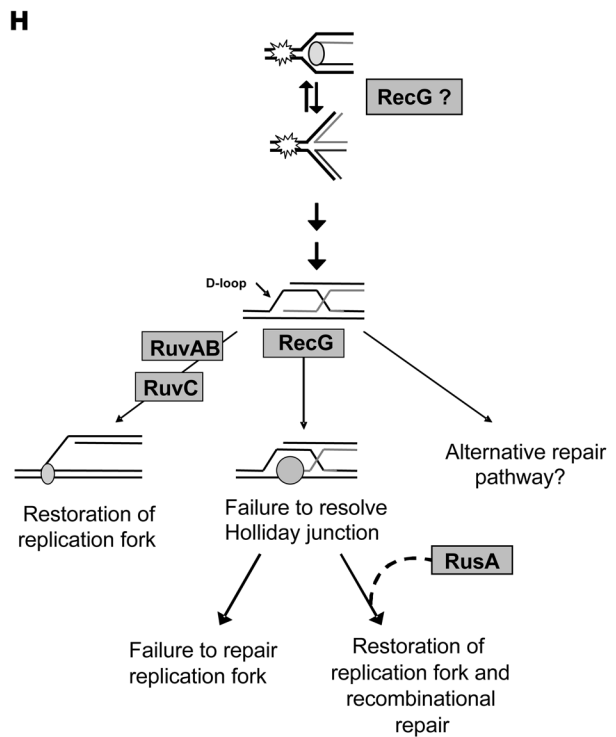 H
RecG ?
D-loop
RuvAB
RecG
RuvC
Alternative repair
pathway?
Restoration of
replication fork
Failure to resolve
Holliday junction
RusA
Failure to repair
replication fork
Restoration of
replication fork and
recombinational
repair